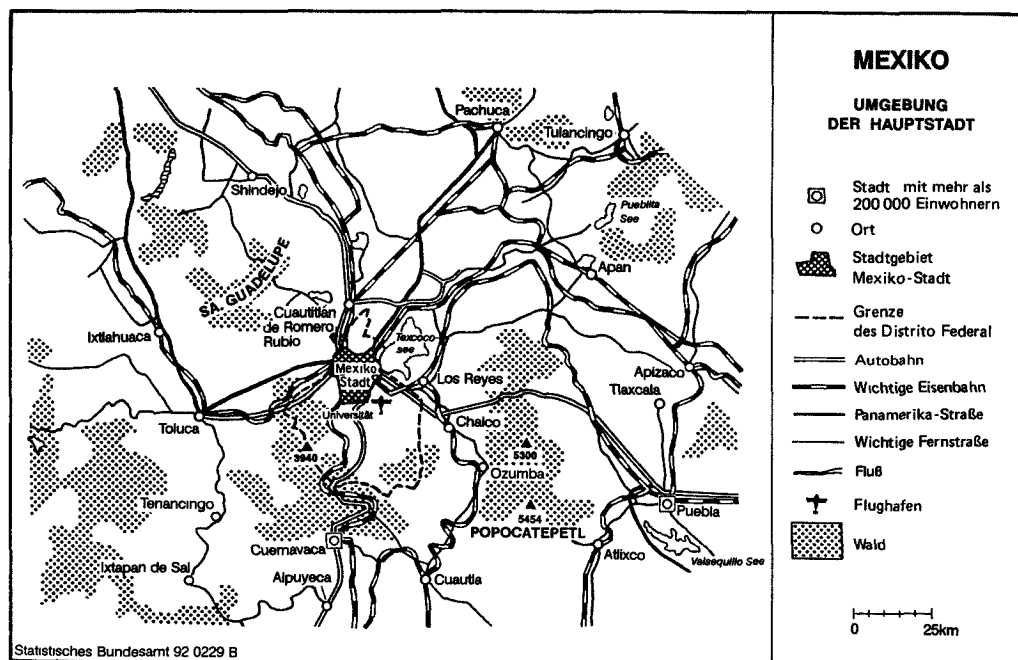 MEXIKO
UMGEBUNG
DER HAUPTSTADT
Stadt mit mehr als
200 000 Einwohnern
Ort
Stadtgebiet
Mexiko-Stadt
Grenze
des Distrito Federal
Autobahn
Wichtige Eisenbahn
Panamerika-Straße
Wichtige Fernstraße
Fluß
Flughafen
Wald
0 25km
Pachuca
Tulancingo
Shindejo
Pueblita
See
Apan
SA. GUADELUPE
Cuautitlán
de Romero
Rubio
Ixtlahuaca
Texcoco-
see
Mexiko
Stadt
Los Reyes
Apizaco
Tlaxcala
Universität
Toluca
Chalco
3940
5300
Ozumba
Tenancingo
5454
POPOCATEPETL
Puebla
Cuernavaca
Atlixco
Valsequillo See
Ixtapan de Sal
Alpuyeca
Cuautla
Statistisches Bundesamt 92 0229 B